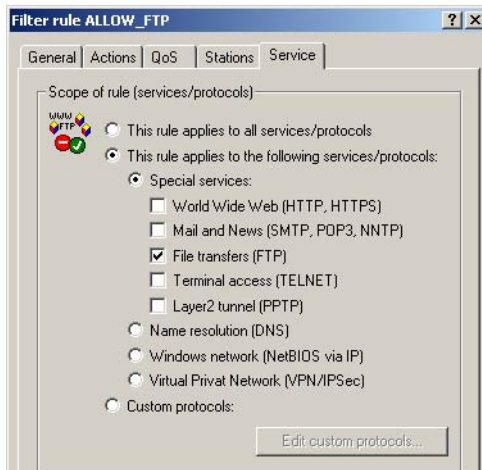 Filter rule ALLOW_FTP
General Actions QoS Stations Service
Scope of rule (services/protocols)
WWW
FTP
This rule applies to all services/protocols
This rule applies to the following services/protocols:
Special services:
World Wide Web (HTTP, HTTPS)
Mail and News (SMTP, POP3, NNTP)
File transfers (FTP)
Terminal access (TELNET)
Layer2 tunnel (PPTP)
Name resolution (DNS)
Windows network (NetBIOS via IP)
Virtual Privat Network (VPN/IPSec)
Custom protocols:
Edit custom protocols...